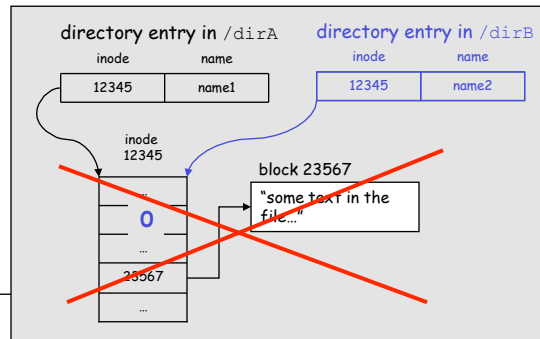 directory entry in /dirA
inode name
12345 name1
directory entry in /dirB
inode name
12345 name2
inode
12345
...
0
...
23567
...
block 23567
“some text in the
file…”